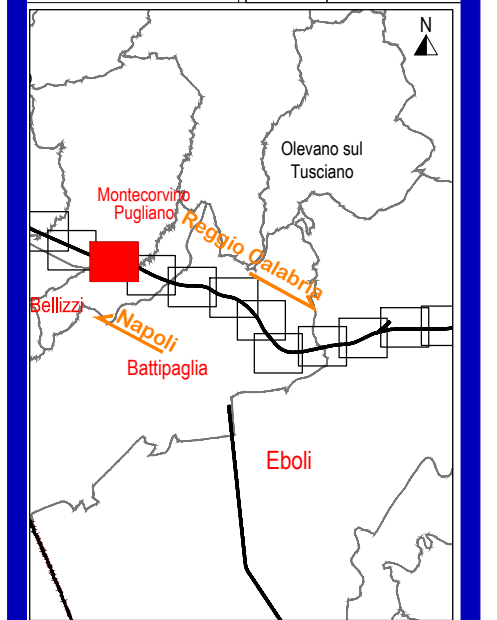 N
Olevano sul
Tusciano
Montecorvino
Pugliano
Reggio Calabria
Bellizzi
Napoli
Battipaglia
Eboli